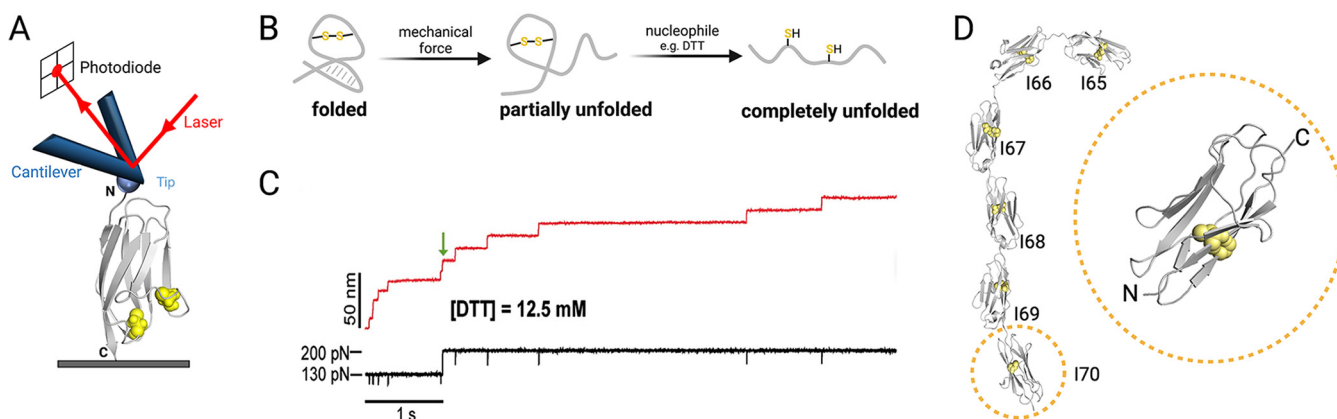 A
Photodiode
Laser
Cantilever
Tip
N
C
B
S-S
folded
mechanical
force
S-S
partially unfolded
nucleophile
e.g. DTT
SH
SH
completely unfolded
C
50 nm
[DTT] = 12.5 mM
200 pN
130 pN
1 s
D
I66
I65
I67
I68
I69
I70
C
N